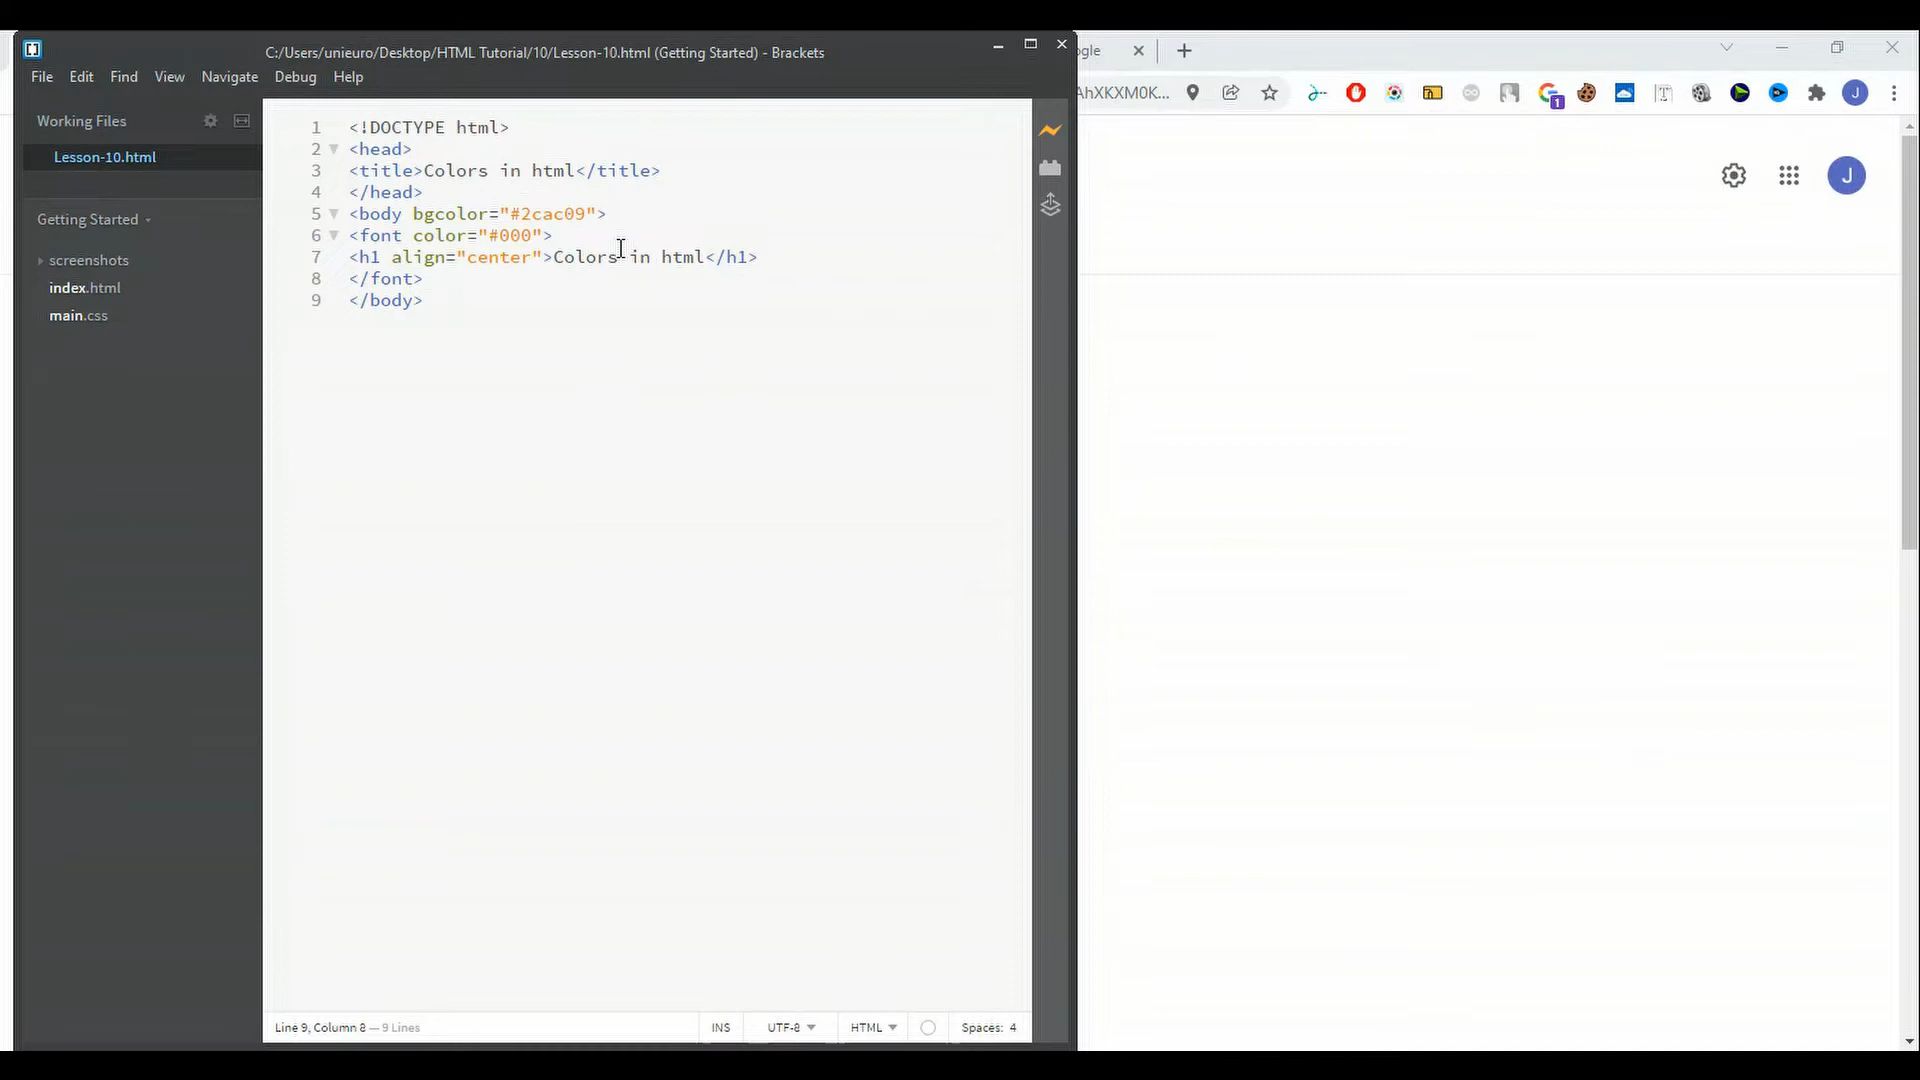 C:/Users/unieuro/Desktop/HTML Tutorial/10/Lesson-10.html (Getting Started) - Brackets
File Edit Find View Navigate Debug Help
Working Files
Lesson-10.html
Getting Started
screenshots
index.html
main.css
1 <!DOCTYPE html>
2 <head>
3 <title>Colors in html</title>
4 </head>
5 <body bgcolor="#2cac09">
6 <font color="#000">
7 <h1 align="center">Colors in html</h1>
8 </font>
9 </body>
Line 9, Column 8 — 9 Lines
INS UTF-8 HTML Spaces: 4
ogle
AhXKXM0K...
1
J
J